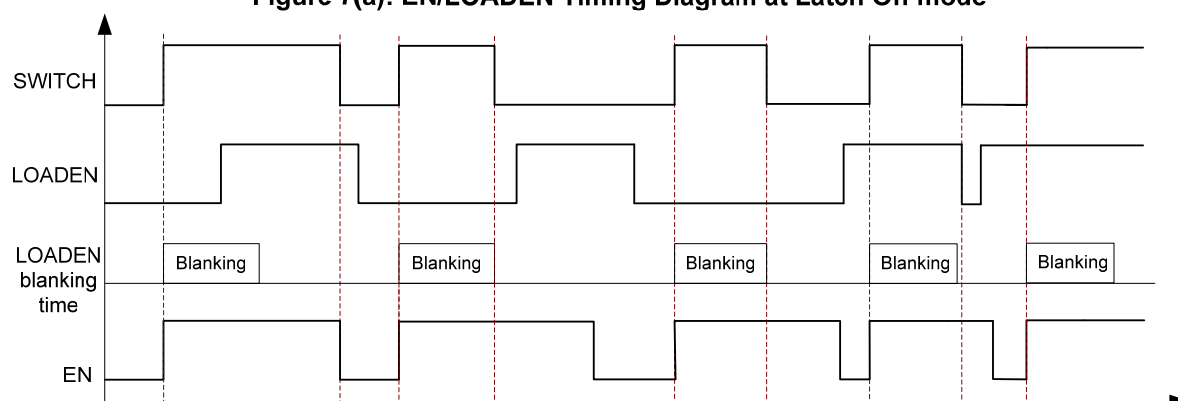 Figure 7(a): EN/LOADEN Timing Diagram at Latch On mode
SWITCH
LOADEN
LOADEN
blanking
time
Blanking
Blanking
Blanking
Blanking
Blanking
EN